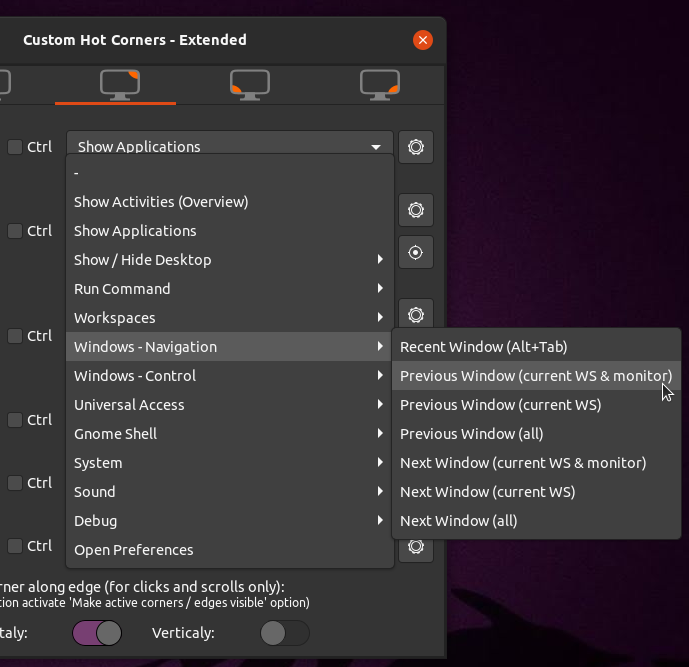 Custom Hot Corners - Extended
Ctrl
Show Applications
-
Show Activities (Overview)
Ctrl
Show Applications
Show / Hide Desktop
Run Command
Workspaces
Ctrl
Windows - Navigation
Recent Window (Alt+Tab)
Windows - Control
Previous Window (current WS & monitor)
Universal Access
Previous Window (current WS)
Ctrl
Gnome Shell
Previous Window (all)
System
Next Window (current WS & monitor)
Ctrl
Sound
Next Window (current WS)
Debug
Next Window (all)
Ctrl
Open Preferences
rner along edge (for clicks and scrolls only):
tion activate 'Make active corners / edges visible' option)
taly:
Verticaly: